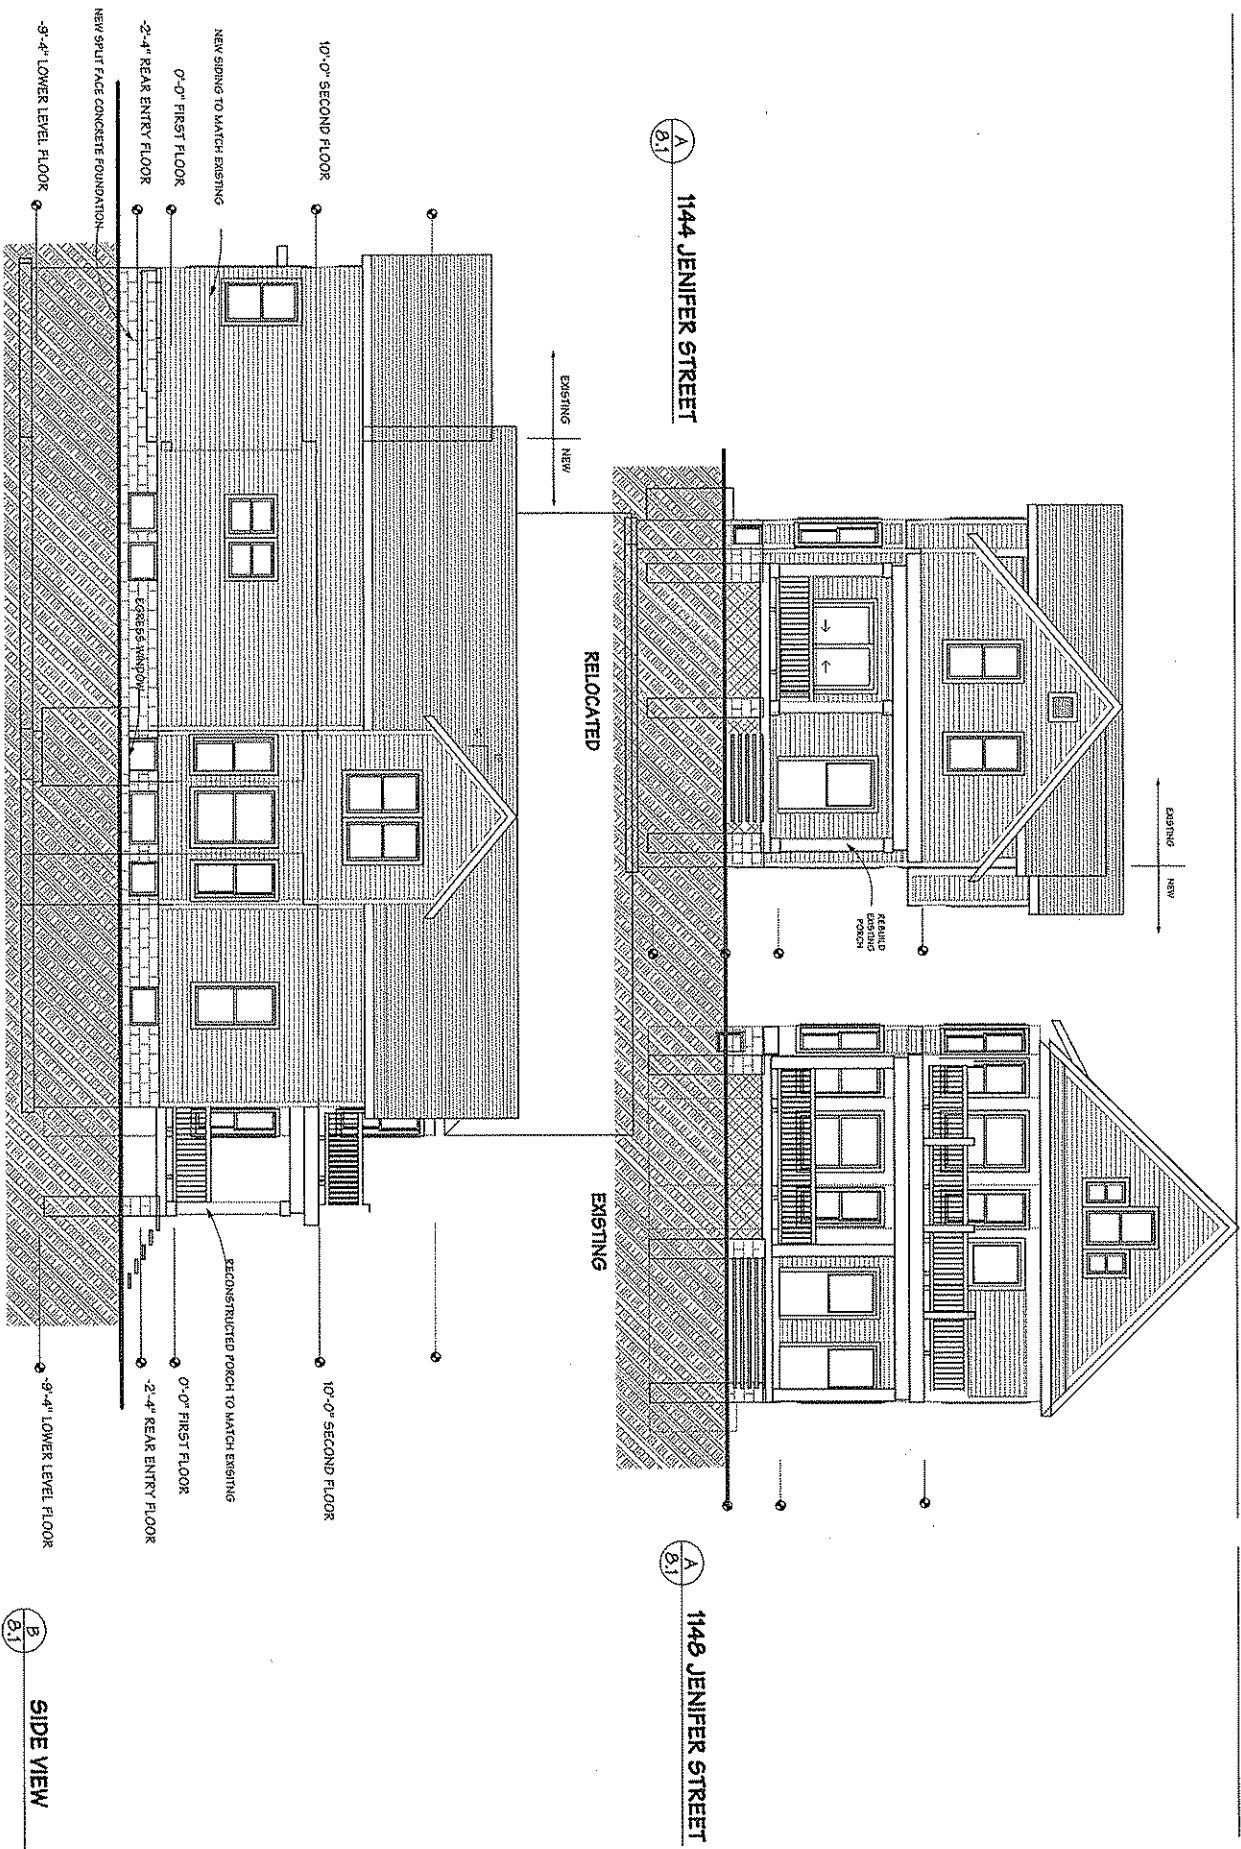 EXISTING
NEW
REBUILD
EXISTING
PORCH
A
8.1
1144 JENIFER STREET
A
8.1
1148 JENIFER STREET
RELOCATED
EXISTING
EXISTING
NEW
10'-0" SECOND FLOOR
NEW SIDING TO MATCH EXISTING
0'-0" FIRST FLOOR
-2'-4" REAR ENTRY FLOOR
NEW SPLIT FACE CONCRETE FOUNDATION
-9'-4" LOWER LEVEL FLOOR
EGRESS WINDOW
RECONSTRUCTED PORCH TO MATCH EXISITNG
10'-0" SECOND FLOOR
0'-0" FIRST FLOOR
-2'-4" REAR ENTRY FLOOR
-9'-4" LOWER LEVEL FLOOR
B
8.1
SIDE VIEW